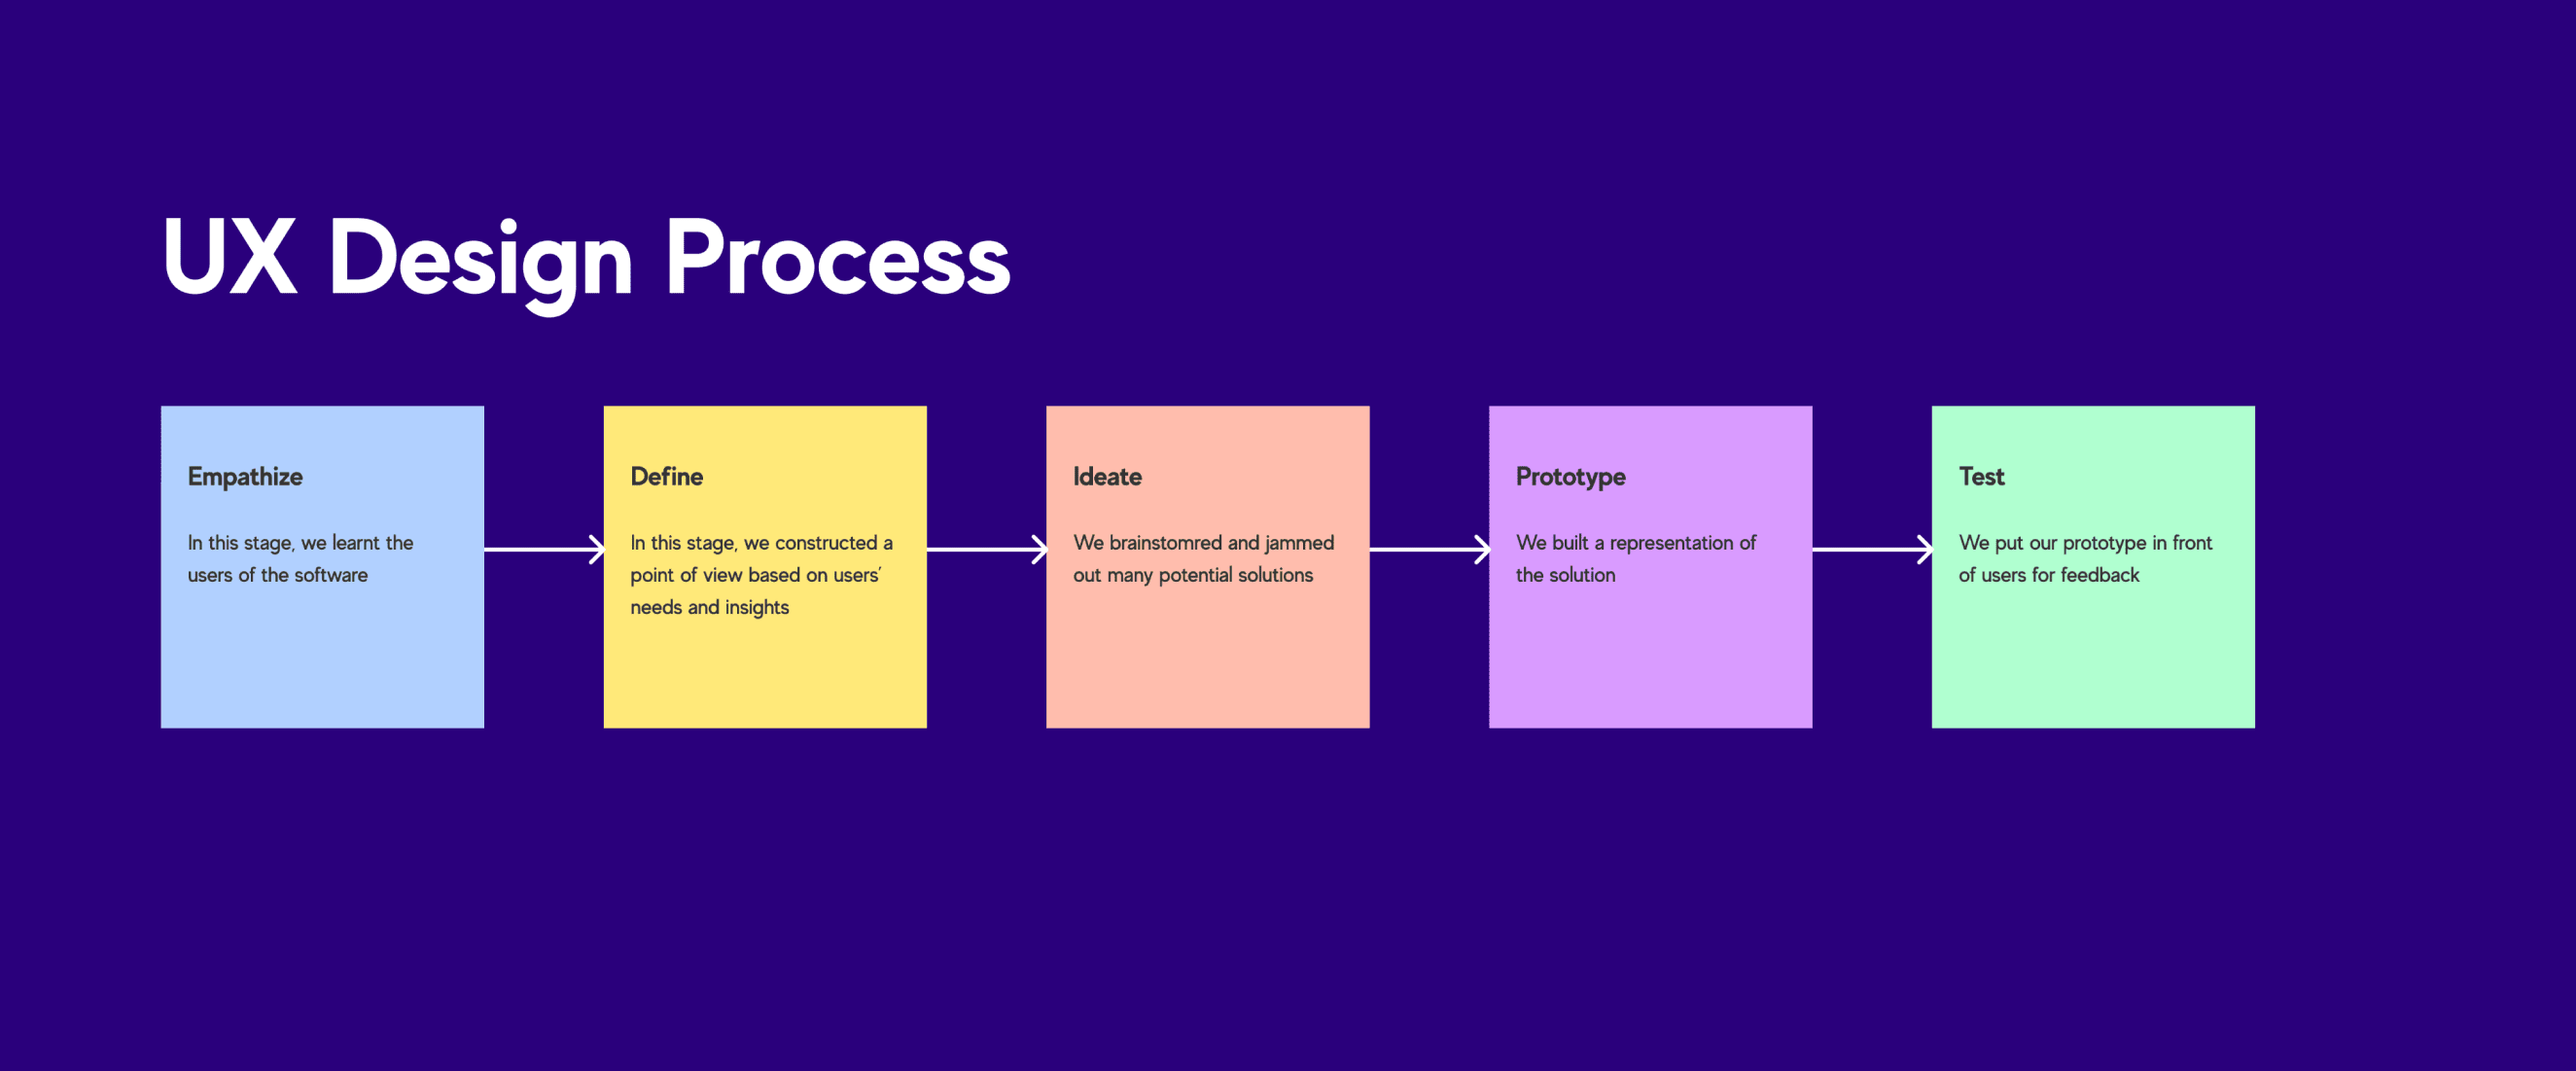 UX Design Process
Empathize
In this stage, we learnt the
users of the software
Define
In this stage, we constructed a
point of view based on users'
needs and insights
Ideate
We brainstomred and jammed
out many potential solutions
Prototype
We built a representation of
the solution
Test
We put our prototype in front
of users for feedback